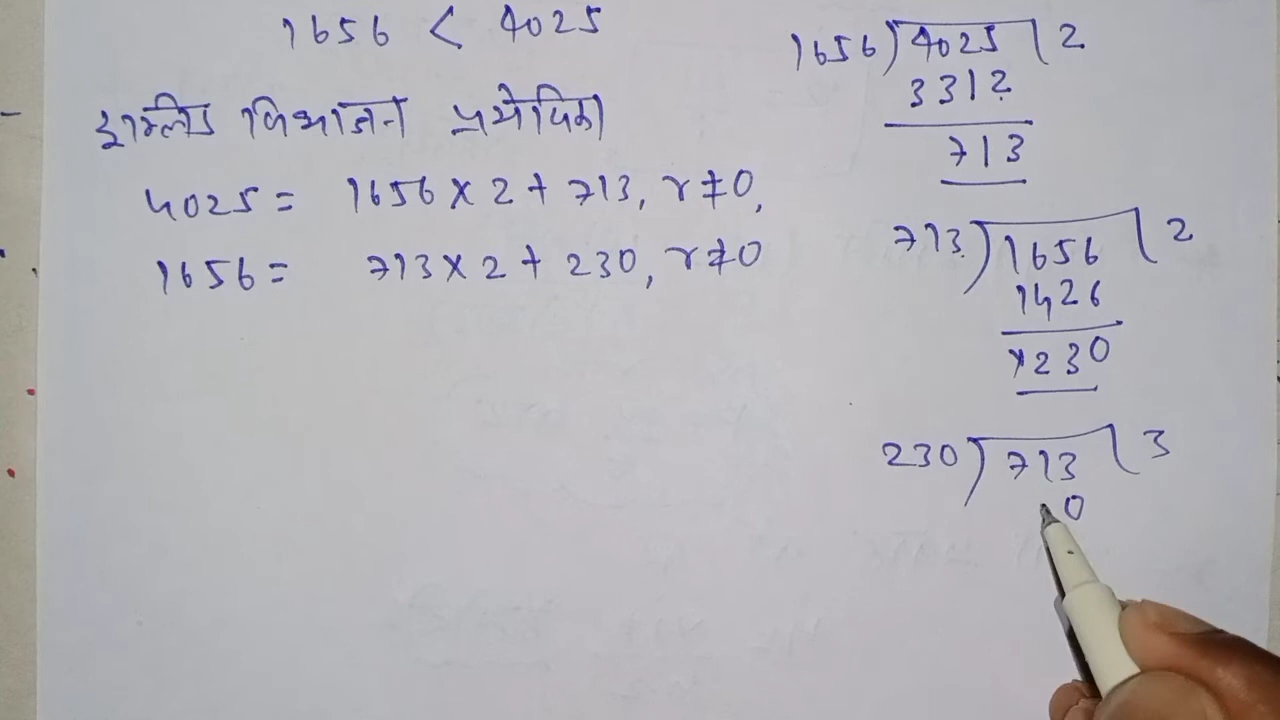 1656 < 4025
विभाजन प्रमेयिका
4025 = 1656 × 2 + 713, r ≠ 0,
1656 = 713 × 2 + 230, r ≠ 0
1656 ) 4025 ( 2
3312
713
713 ) 1656 ( 2
1426
×230
230 ) 713 ( 3
0